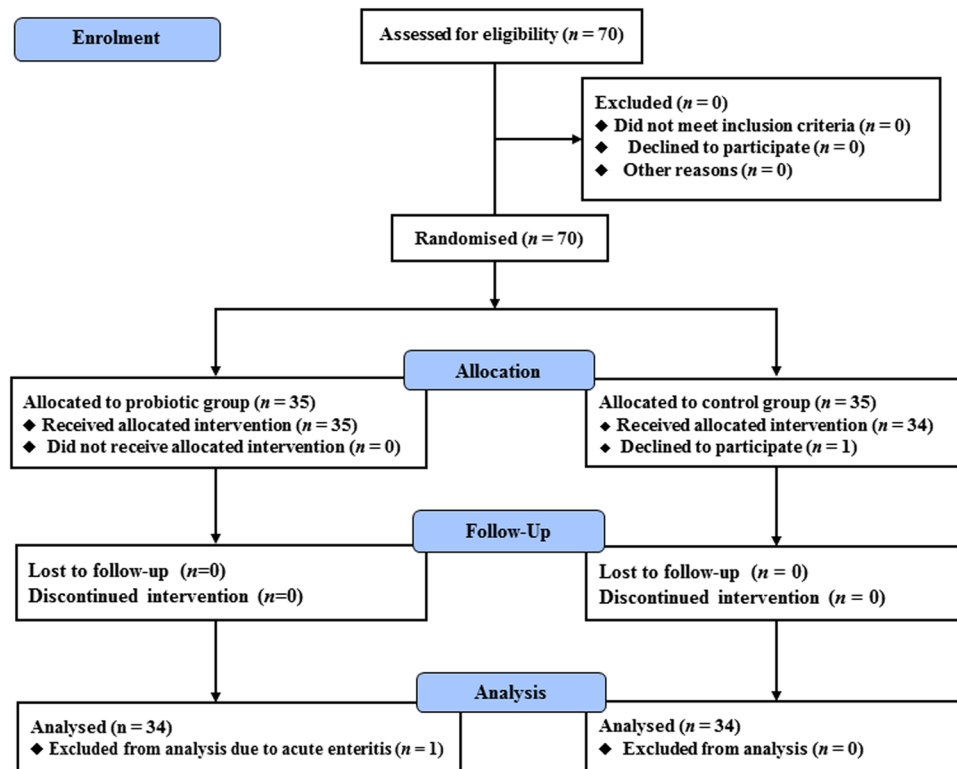 Enrolment
Assessed for eligibility (n = 70)
Excluded (n = 0)
◆ Did not meet inclusion criteria (n = 0)
◆ Declined to participate (n = 0)
◆ Other reasons (n = 0)
Randomised (n = 70)
Allocation
Allocated to probiotic group (n = 35)
◆ Received allocated intervention (n = 35)
◆ Did not receive allocated intervention (n = 0)
Allocated to control group (n = 35)
◆ Received allocated intervention (n = 34)
◆ Declined to participate (n = 1)
Follow-Up
Lost to follow-up (n=0)
Discontinued intervention (n=0)
Lost to follow-up (n = 0)
Discontinued intervention (n = 0)
Analysis
Analysed (n = 34)
◆ Excluded from analysis due to acute enteritis (n = 1)
Analysed (n = 34)
◆ Excluded from analysis (n = 0)